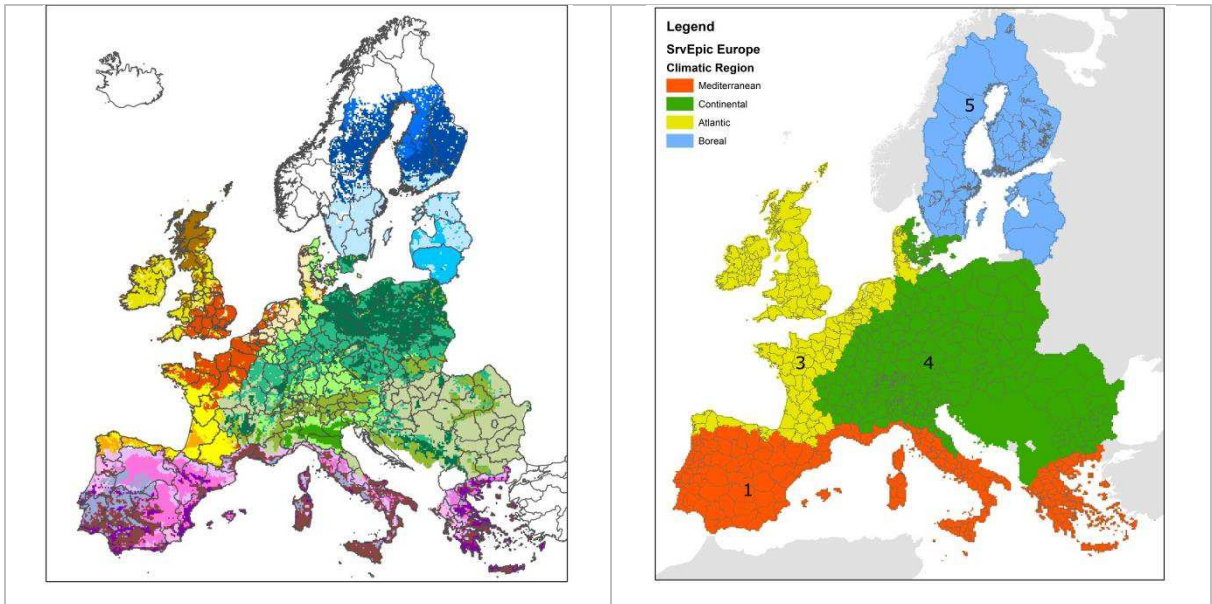 Legend
SrvEpic Europe
Climatic Region
Mediterranean
Continental
Atlantic
Boreal
5
3
4
1